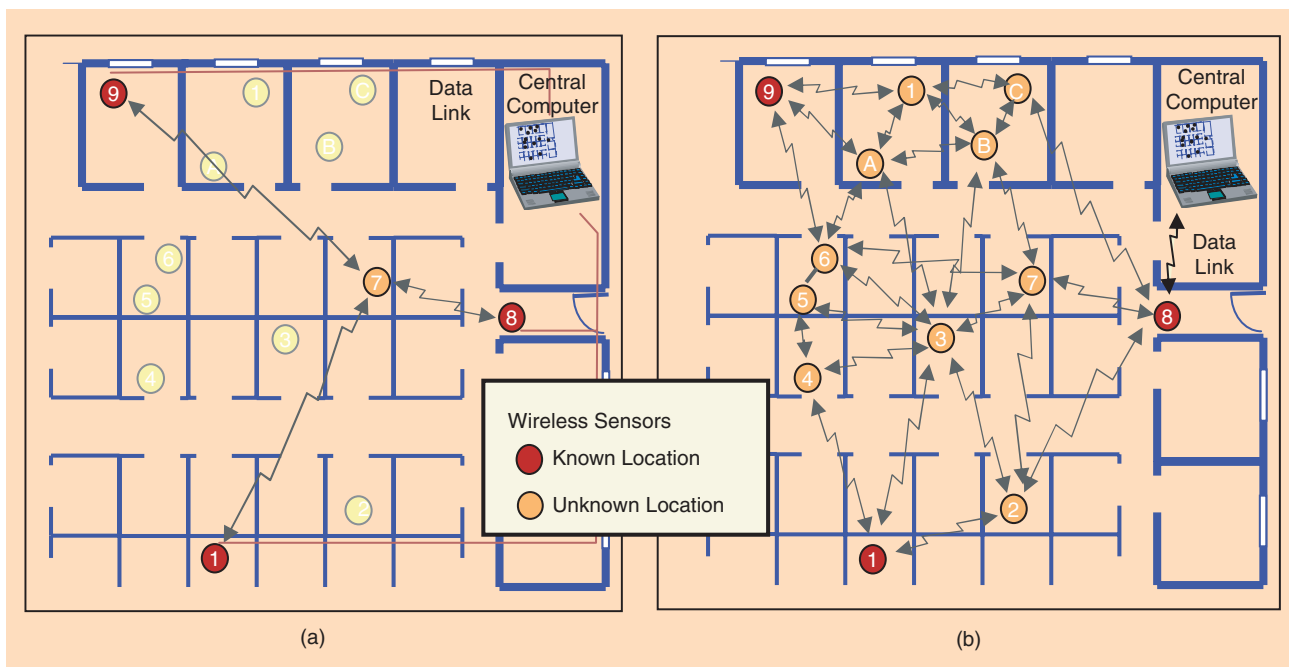 9
1
C
Data
Link
Central
Computer
B
A
6
7
5
8
3
4
2
1
(a)
Wireless Sensors
Known Location
Unknown Location
9
1
C
Central
Computer
B
A
6
Data
Link
7
5
8
3
4
2
1
(b)